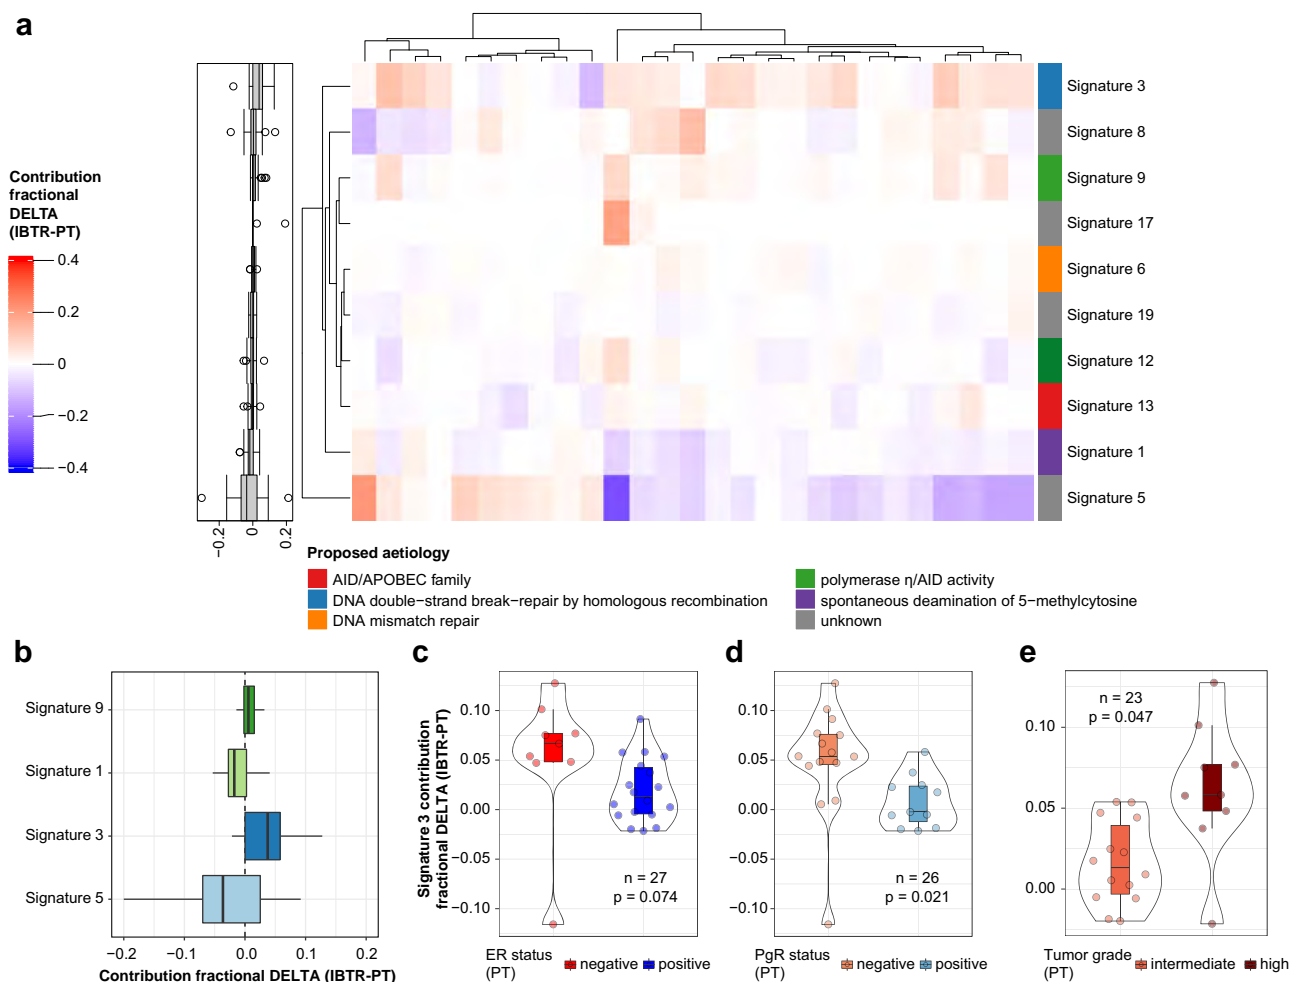 a
Contribution
fractional
DELTA
(IBTR-PT)
0.4
0.2
0
−0.2
−0.4
−0.2
0
0.2
Signature 3
Signature 8
Signature 9
Signature 17
Signature 6
Signature 19
Signature 12
Signature 13
Signature 1
Signature 5
Proposed aetiology
AID/APOBEC family
DNA double−strand break−repair by homologous recombination
DNA mismatch repair
polymerase η/AID activity
spontaneous deamination of 5−methylcytosine
unknown
b
Signature 9
Signature 1
Signature 3
Signature 5
−0.2
−0.1
0.0
0.1
0.2
Contribution fractional DELTA (IBTR-PT)
c
Signature 3 contribution
fractional DELTA (IBTR-PT)
0.10
0.05
0.00
−0.05
−0.10
n = 27
p = 0.074
ER status
(PT)
negative
positive
d
0.10
0.05
0.00
−0.05
−0.10
n = 26
p = 0.021
PgR status
(PT)
negative
positive
e
0.10
0.05
0.00
n = 23
p = 0.047
Tumor grade
(PT)
intermediate
high